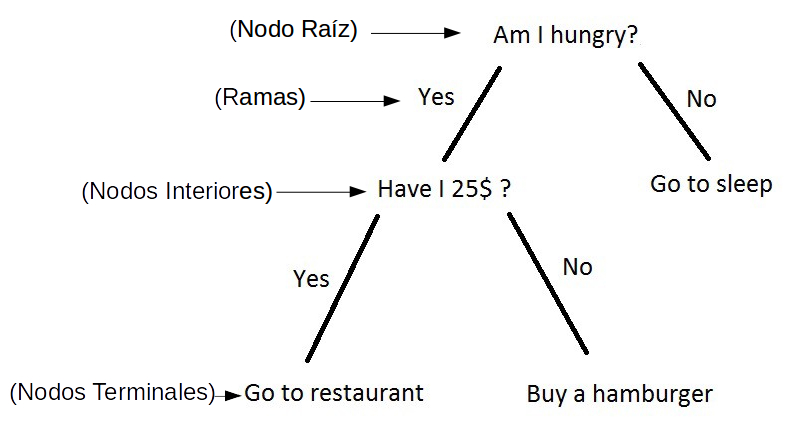 (Nodo Raíz) Am I hungry?
(Ramas) Yes No
(Nodos Interiores) Have I 25$ ? Go to sleep
Yes No
(Nodos Terminales) Go to restaurant Buy a hamburger